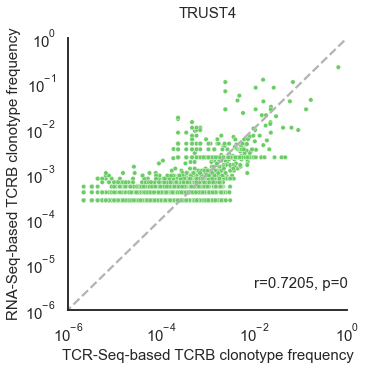 TRUST4
RNA-Seq-based TCRB clonotype frequency
10^0
10^−1
10^−2
10^−3
10^−4
10^−5
10^−6
r=0.7205, p=0
10^−6
10^−4
10^−2
10^0
TCR-Seq-based TCRB clonotype frequency